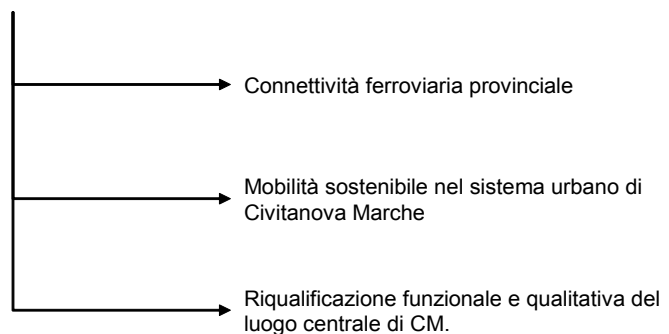 Connettività ferroviaria provinciale
Mobilità sostenibile nel sistema urbano di
Civitanova Marche
Riqualificazione funzionale e qualitativa del
luogo centrale di CM.